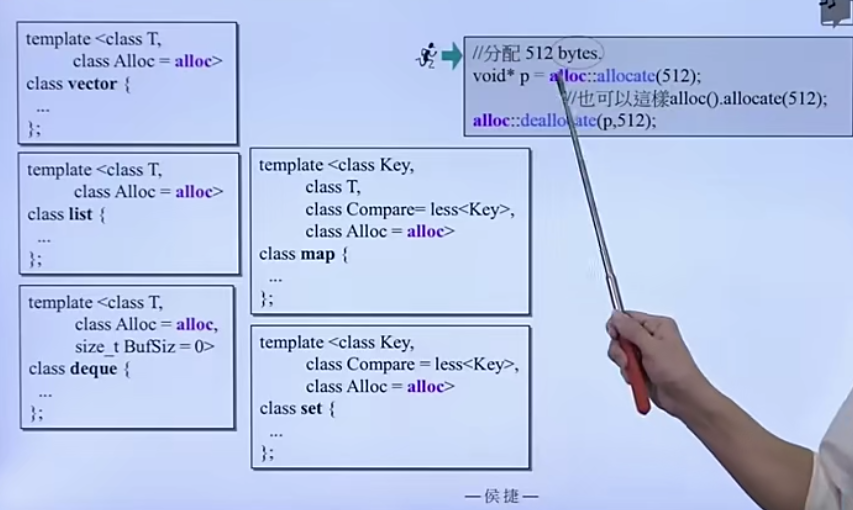 template <class T,
class Alloc = alloc>
class vector {
...
};
template <class T,
class Alloc = alloc>
class list {
...
};
template <class T,
class Alloc = alloc,
size_t BufSiz = 0>
class deque {
...
};
template <class Key,
class T,
class Compare= less<Key>,
class Alloc = alloc>
class map {
...
};
template <class Key,
class Compare = less<Key>,
class Alloc = alloc>
class set {
...
};
//分配 512 bytes.
void* p = alloc::allocate(512);
//也可以這樣alloc().allocate(512);
alloc::deallocate(p,512);
—侯捷—